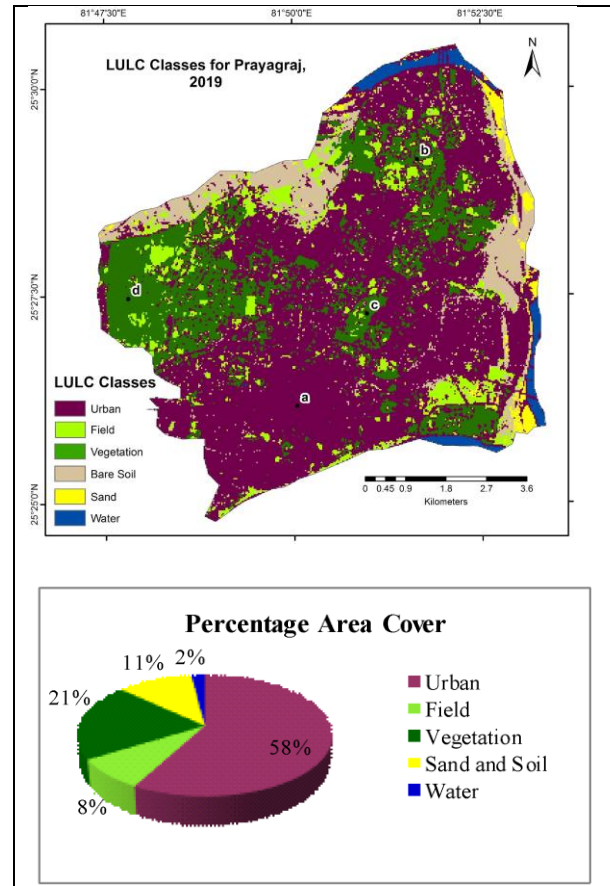 81°47'30"E
81°50'0"E
81°52'30"E
LULC Classes for Prayagraj,
2019
N
25°30'0"N
b
25°27'30"N
d
c
LULC Classes
Urban
Field
Vegetation
Bare Soil
Sand
Water
a
0 0.45 0.9 1.8 2.7 3.6
Kilometers
25°25'0"N
Percentage Area Cover
11%
2%
21%
58%
8%
Urban
Field
Vegetation
Sand and Soil
Water